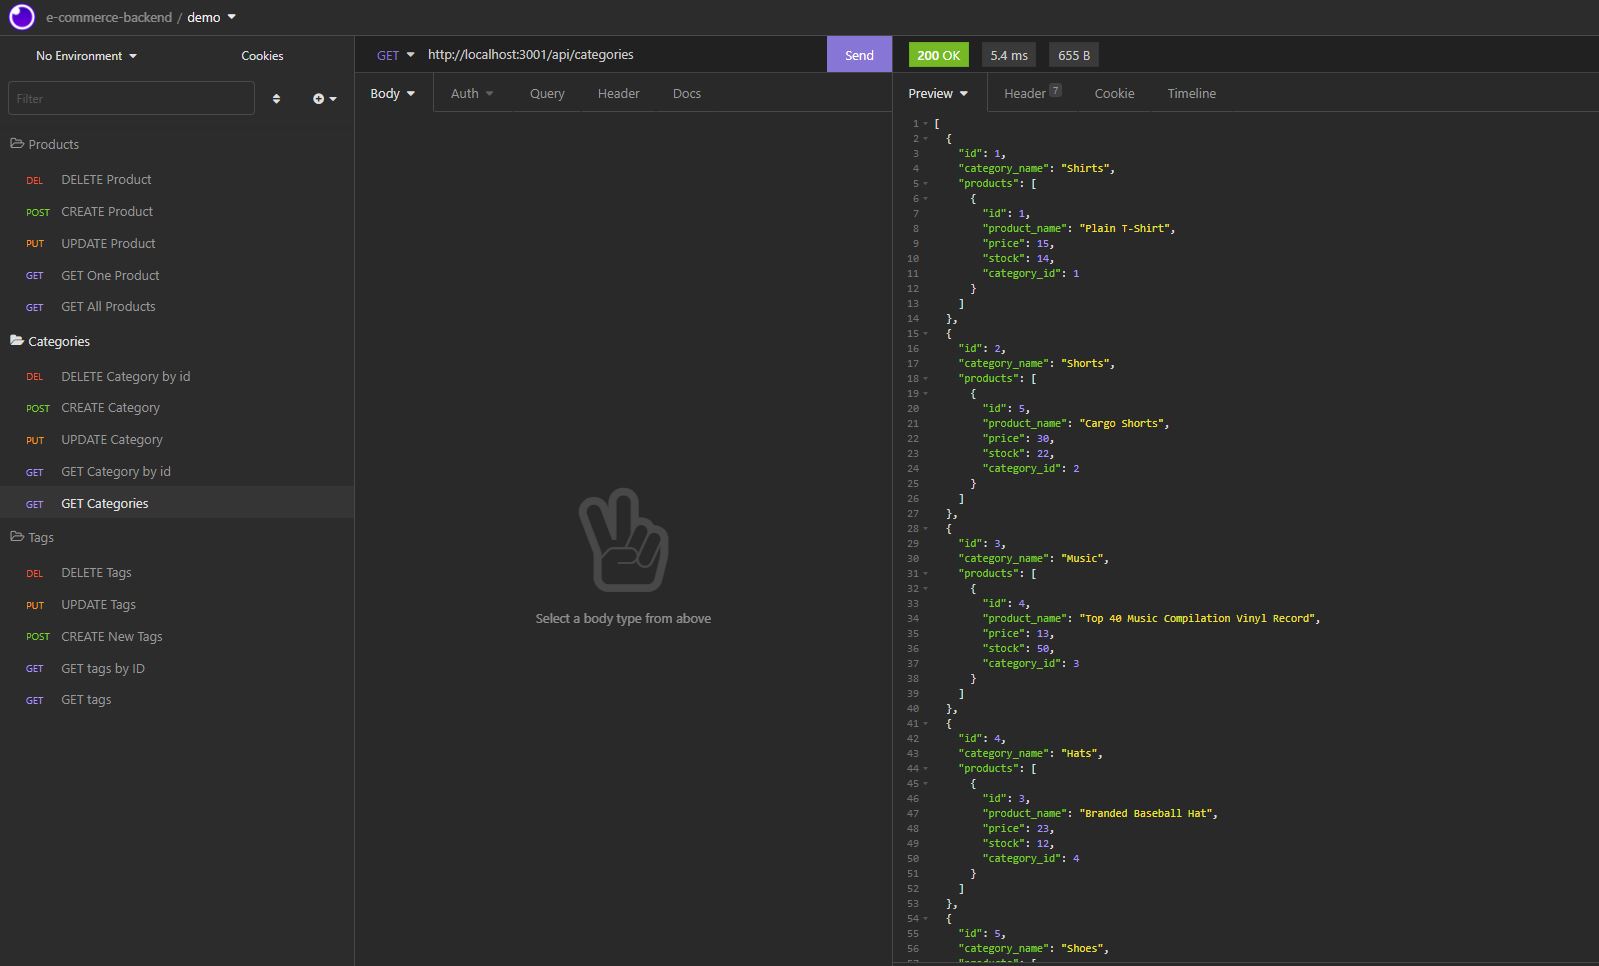 e-commerce-backend / demo
No Environment
Cookies
Filter
Products
DEL DELETE Product
POST CREATE Product
PUT UPDATE Product
GET GET One Product
GET GET All Products
Categories
DEL DELETE Category by id
POST CREATE Category
PUT UPDATE Category
GET GET Category by id
GET GET Categories
Tags
DEL DELETE Tags
PUT UPDATE Tags
POST CREATE New Tags
GET GET tags by ID
GET GET tags
GET http://localhost:3001/api/categories Send
Body Auth Query Header Docs
Select a body type from above
200 OK 5.4 ms 655 B
Preview Header 7 Cookie Timeline
1 [
2 {
3 "id": 1,
4 "category_name": "Shirts",
5 "products": [
6 {
7 "id": 1,
8 "product_name": "Plain T-Shirt",
9 "price": 15,
10 "stock": 14,
11 "category_id": 1
12 }
13 ]
14 },
15 {
16 "id": 2,
17 "category_name": "Shorts",
18 "products": [
19 {
20 "id": 5,
21 "product_name": "Cargo Shorts",
22 "price": 30,
23 "stock": 22,
24 "category_id": 2
25 }
26 ]
27 },
28 {
29 "id": 3,
30 "category_name": "Music",
31 "products": [
32 {
33 "id": 4,
34 "product_name": "Top 40 Music Compilation Vinyl Record",
35 "price": 13,
36 "stock": 50,
37 "category_id": 3
38 }
39 ]
40 },
41 {
42 "id": 4,
43 "category_name": "Hats",
44 "products": [
45 {
46 "id": 3,
47 "product_name": "Branded Baseball Hat",
48 "price": 23,
49 "stock": 12,
50 "category_id": 4
51 }
52 ]
53 },
54 {
55 "id": 5,
56 "category_name": "Shoes",